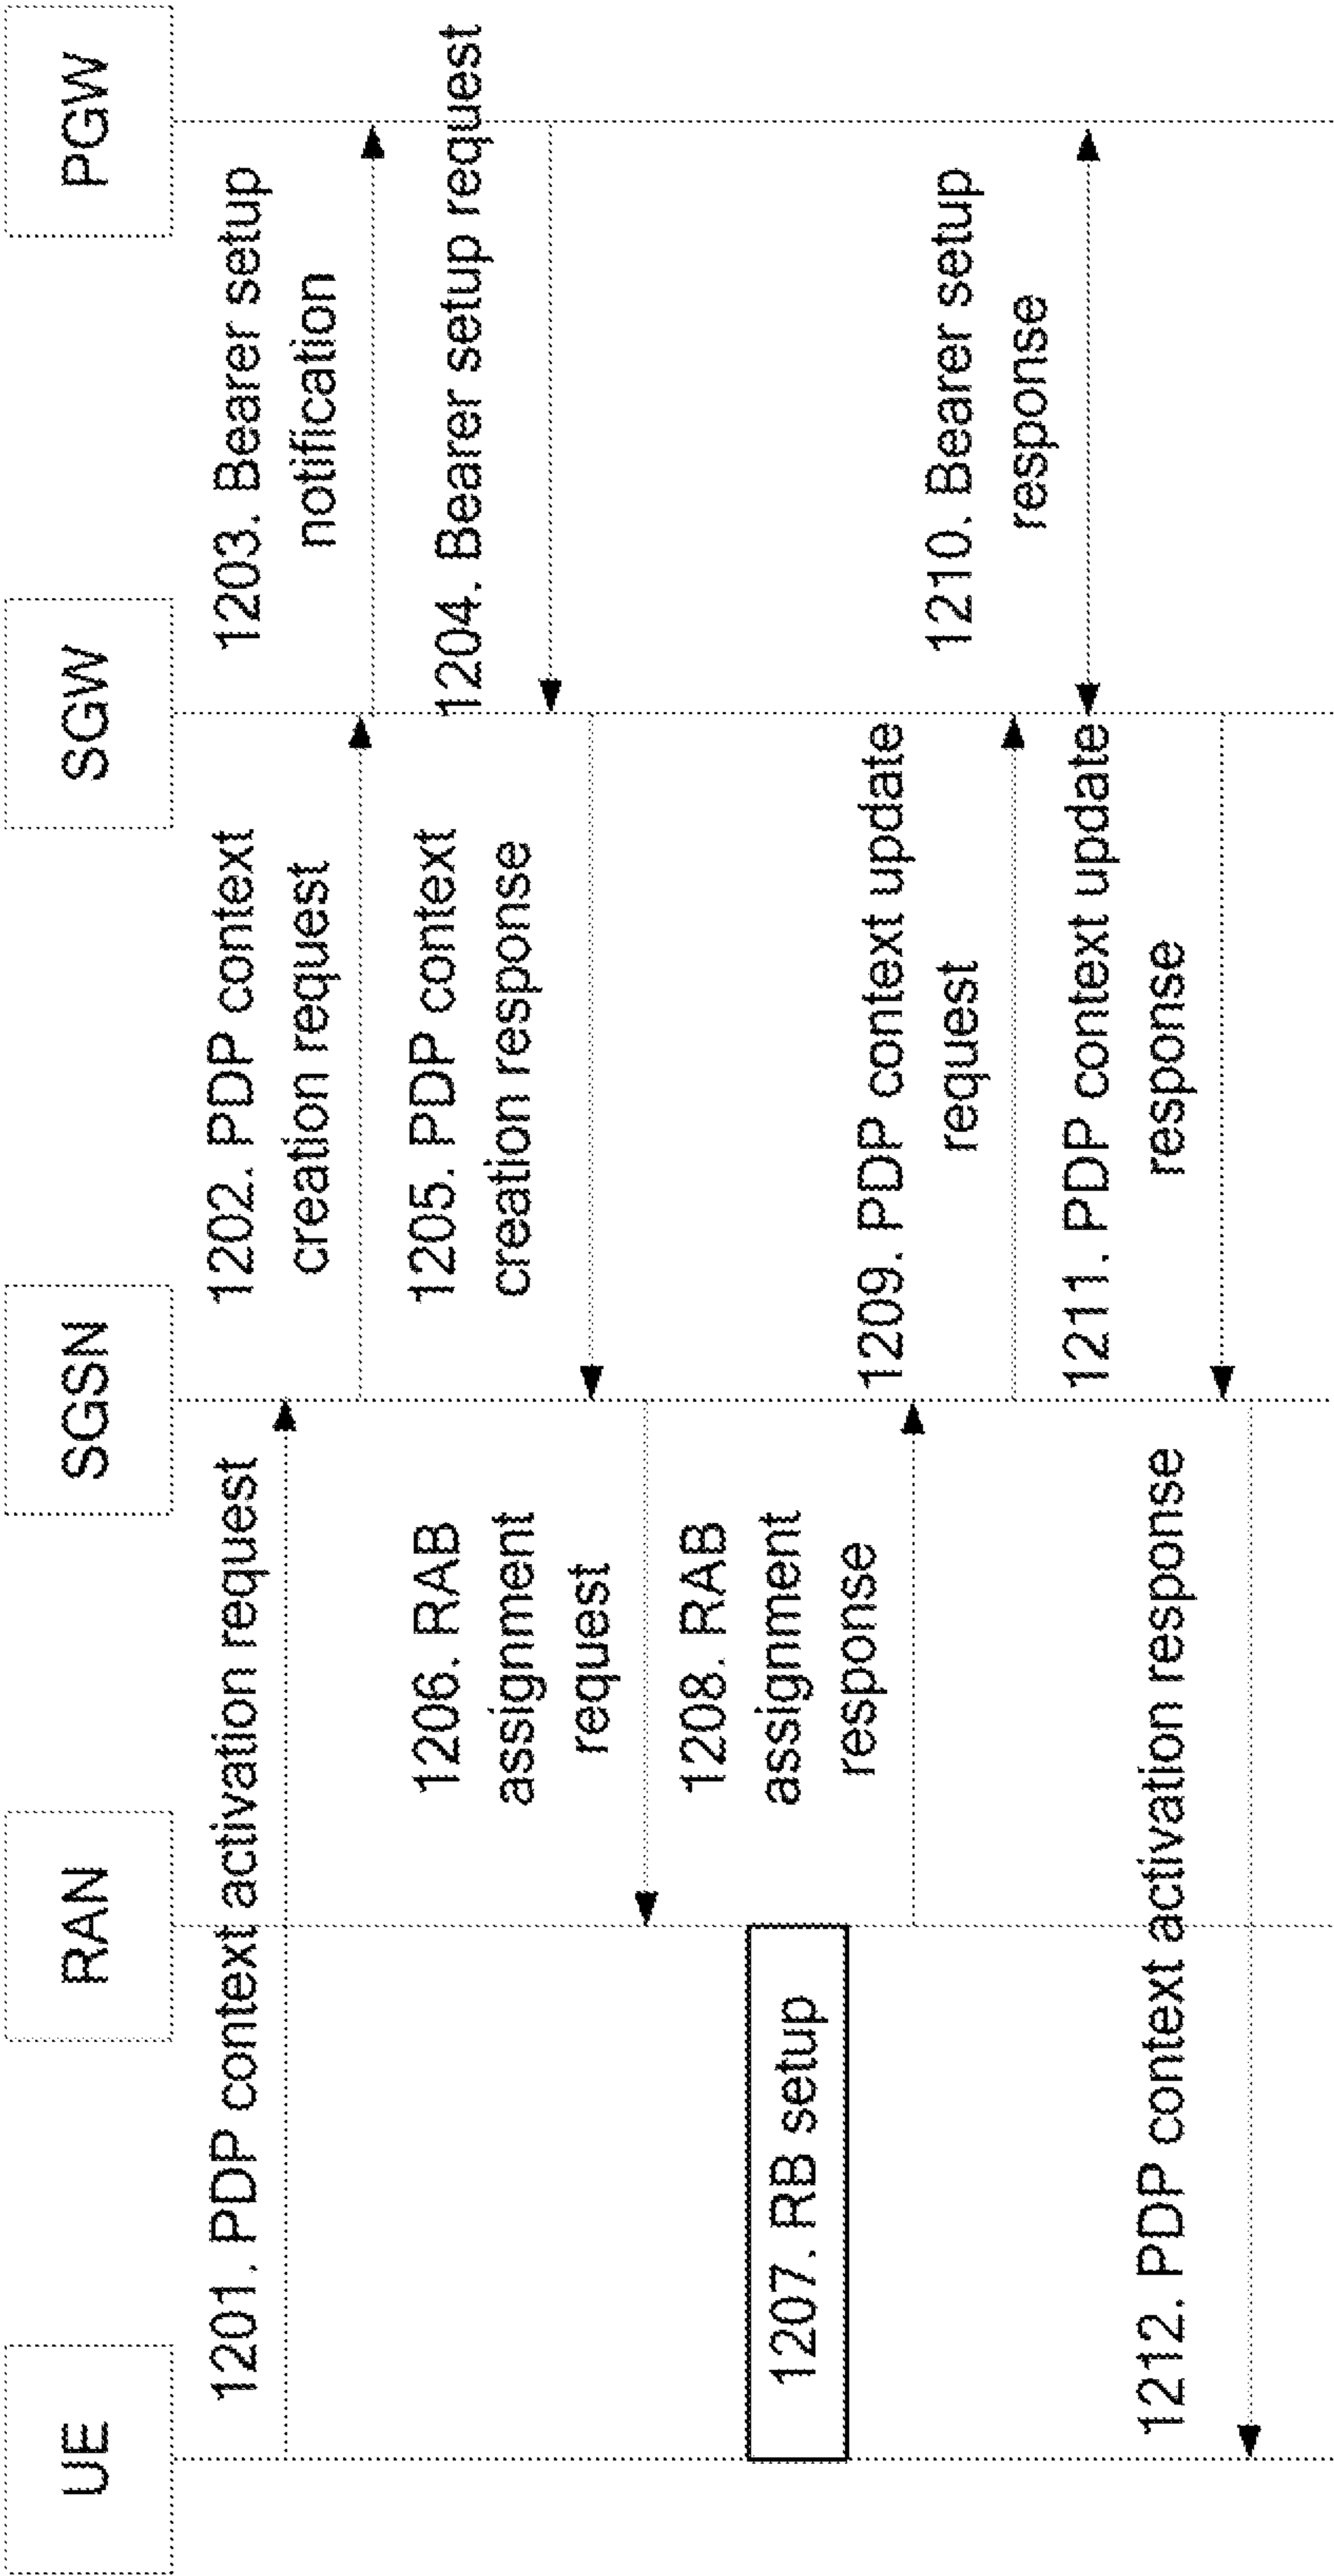 UE
RAN
SGSN
SGW
PGW
1201. PDP context activation request
1202. PDP context
creation request
1203. Bearer setup
notification
1204. Bearer setup request
1205. PDP context
creation response
1206. RAB
assignment
request
1207. RB setup
1208. RAB
assignment
response
1209. PDP context update
request
1210. Bearer setup
response
1211. PDP context update
response
1212. PDP context activation response